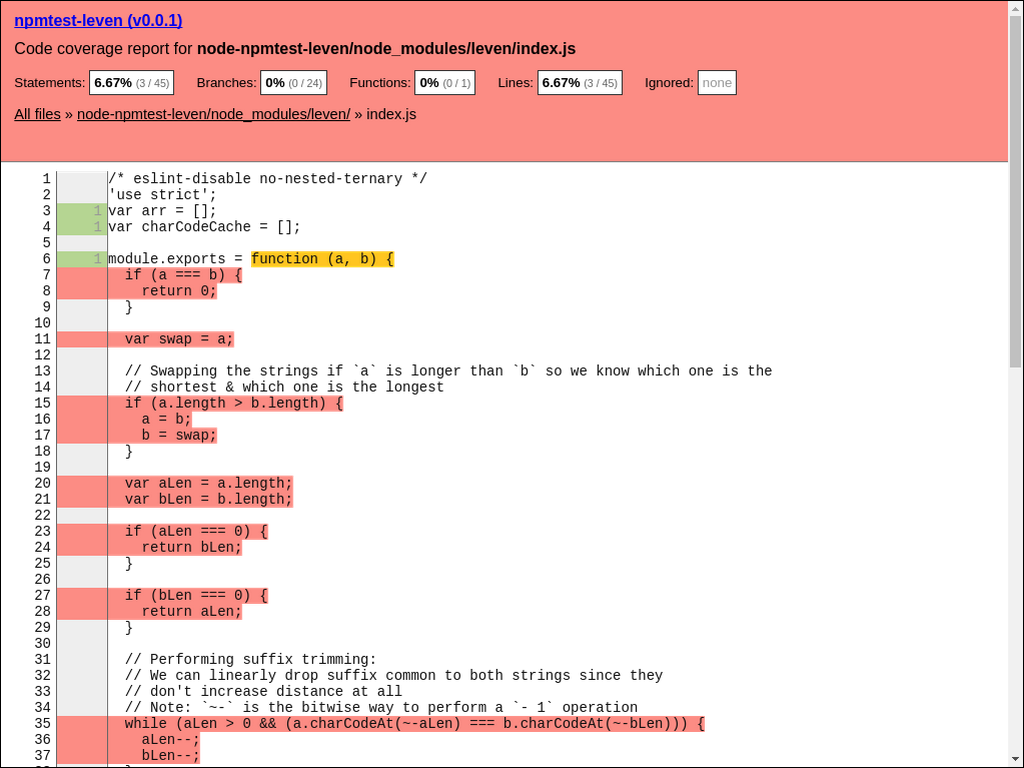 npmtest-leven (v0.0.1)
Code coverage report for node-npmtest-leven/node_modules/leven/index.js
Statements: 6.67% (3 / 45) Branches: 0% (0 / 24) Functions: 0% (0 / 1) Lines: 6.67% (3 / 45) Ignored: none
All files » node-npmtest-leven/node_modules/leven/ » index.js
1 /* eslint-disable no-nested-ternary */
2 'use strict';
3 1 var arr = [];
4 1 var charCodeCache = [];
5
6 1 module.exports = function (a, b) {
7 if (a === b) {
8 return 0;
9 }
10
11 var swap = a;
12
13 // Swapping the strings if `a` is longer than `b` so we know which one is the
14 // shortest & which one is the longest
15 if (a.length > b.length) {
16 a = b;
17 b = swap;
18 }
19
20 var aLen = a.length;
21 var bLen = b.length;
22
23 if (aLen === 0) {
24 return bLen;
25 }
26
27 if (bLen === 0) {
28 return aLen;
29 }
30
31 // Performing suffix trimming:
32 // We can linearly drop suffix common to both strings since they
33 // don't increase distance at all
34 // Note: `~-` is the bitwise way to perform a `- 1` operation
35 while (aLen > 0 && (a.charCodeAt(~-aLen) === b.charCodeAt(~-bLen))) {
36 aLen--;
37 bLen--;